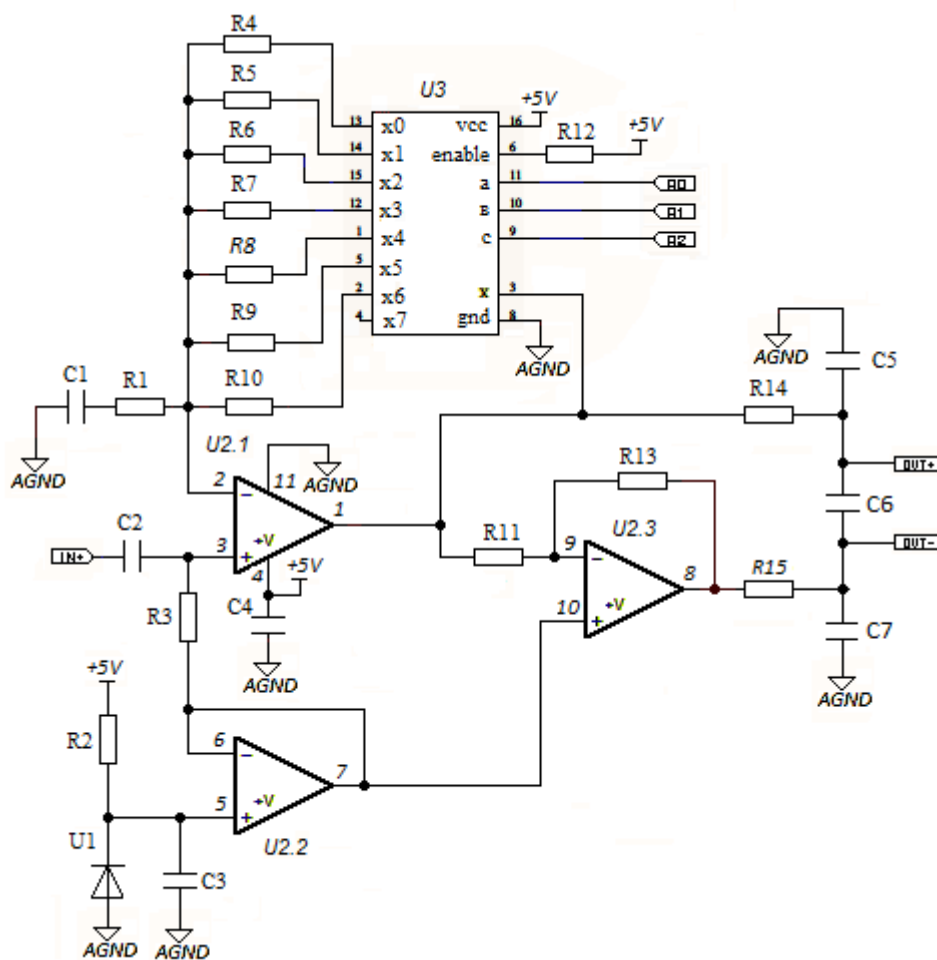 R4
R5
R6
R7
R8
R9
R10
U3
13 x0 vcc 16 +5V
14 x1 enable 6 R12 +5V
15 x2 a 11 A0
12 x3 в 10 A1
1 x4 c 9 A2
5 x5
2 x6 x 3
4 x7 gnd 8
AGND
AGND
C5
C1
R1
R14
AGND
U2.1
2 − 11
AGND
1
R13
OUT+
C6
OUT-
IN+
C2
3 + +V
4 +5V
R11
9 −
U2.3
8
R15
10 + +V
R3
C4
AGND
C7
AGND
+5V
R2
6 −
7
5 + +V
U2.2
U1
C3
AGND
AGND